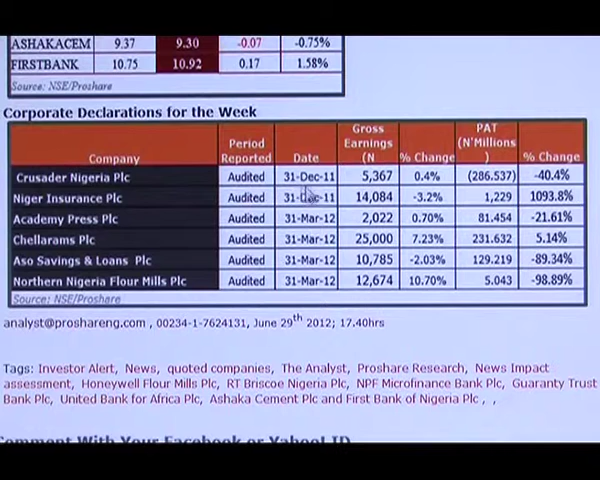 ASHAKACEM 9.37 9.30 -0.07 -0.75%
FIRSTBANK 10.75 10.92 0.17 1.58%
Source: NSE/Proshare
Corporate Declarations for the Week
Company Period Reported Date Gross Earnings (N % Change PAT (N'Millions ) % Change
Crusader Nigeria Plc Audited 31-Dec-11 5,367 0.4% (286.537) -40.4%
Niger Insurance Plc Audited 31-Dec-11 14,084 -3.2% 1,229 1093.8%
Academy Press Plc Audited 31-Mar-12 2,022 0.70% 81.454 -21.61%
Chellarams Plc Audited 31-Mar-12 25,000 7.23% 231.632 5.14%
Aso Savings & Loans Plc Audited 31-Mar-12 10,785 -2.03% 129.219 -89.34%
Northern Nigeria Flour Mills Plc Audited 31-Mar-12 12,674 10.70% 5.043 -98.89%
Source: NSE/Proshare
analyst@proshareng.com , 00234-1-7624131, June 29th 2012; 17.40hrs
Tags: Investor Alert, News, quoted companies, The Analyst, Proshare Research, News Impact
assessment, Honeywell Flour Mills Plc, RT Briscoe Nigeria Plc, NPF Microfinance Bank Plc, Guaranty Trust
Bank Plc, United Bank for Africa Plc, Ashaka Cement Plc and First Bank of Nigeria Plc , ,
Comment With Your Facebook or Yahoo! ID